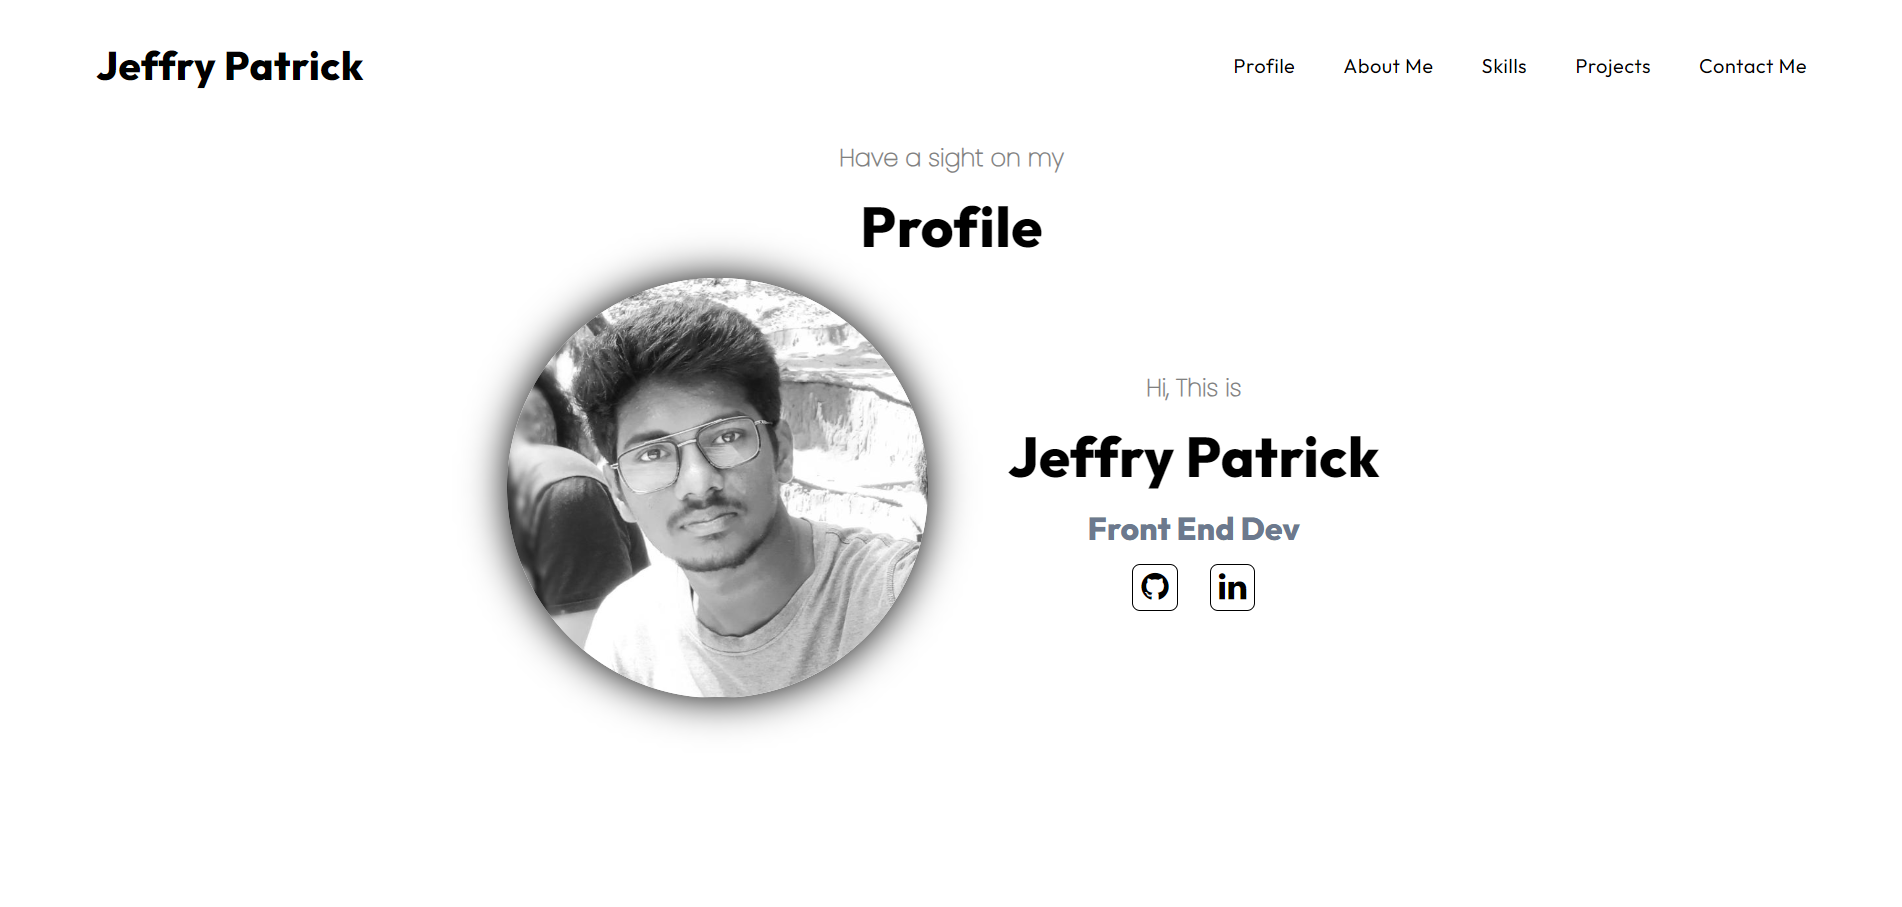 Jeffry Patrick
Profile About Me Skills Projects Contact Me
Have a sight on my
Profile
Hi, This is
Jeffry Patrick
Front End Dev
in